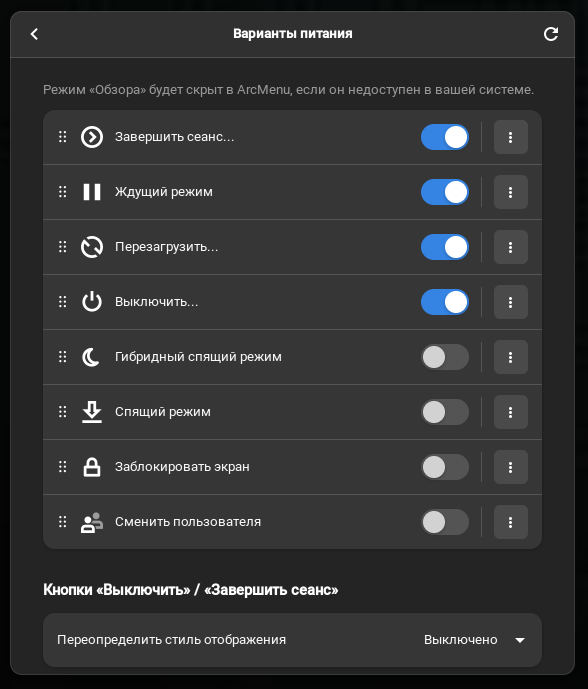 Варианты питания
Режим «Обзора» будет скрыт в ArcMenu, если он недоступен в вашей системе.
Завершить сеанс...
Ждущий режим
Перезагрузить...
Выключить...
Гибридный спящий режим
Спящий режим
Заблокировать экран
Сменить пользователя
Кнопки «Выключить» / «Завершить сеанс»
Переопределить стиль отображения
Выключено